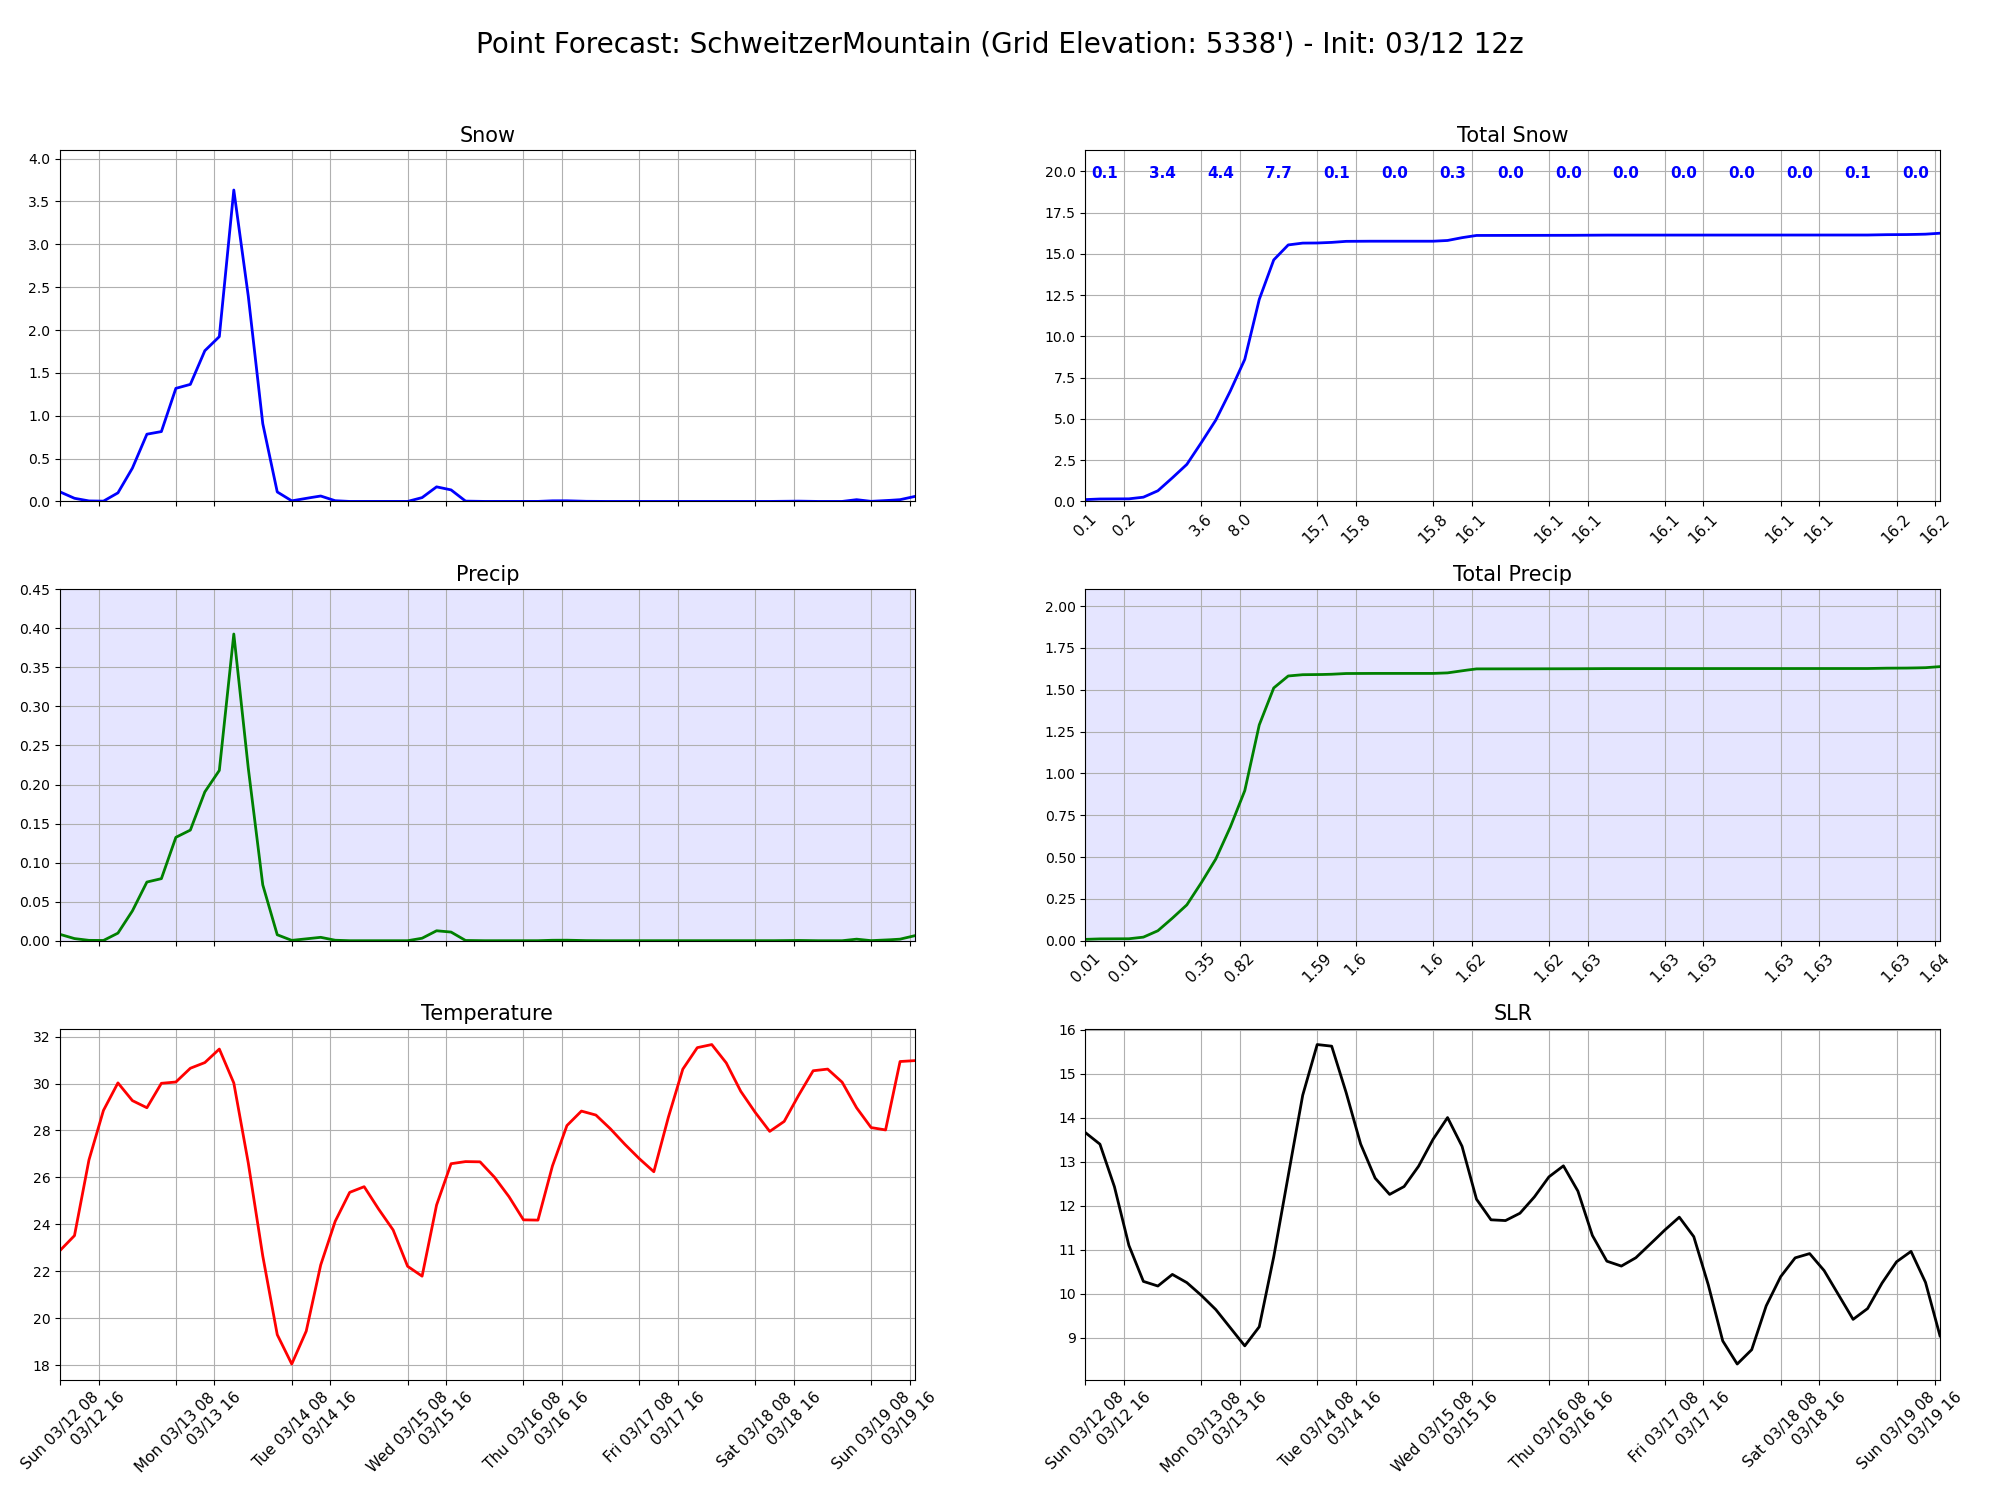 Point Forecast: SchweitzerMountain (Grid Elevation: 5338') - Init: 03/12 12z
Snow
4.0
3.5
3.0
2.5
2.0
1.5
1.0
0.5
0.0
Total Snow
20.0
17.5
15.0
12.5
10.0
7.5
5.0
2.5
0.0
0.1 3.4 4.4 7.7 0.1 0.0 0.3 0.0 0.0 0.0 0.0 0.0 0.0 0.1 0.0
0.1 0.2 3.6 8.0 15.7 15.8 15.8 16.1 16.1 16.1 16.1 16.1 16.1 16.1 16.2 16.2
Precip
0.45
0.40
0.35
0.30
0.25
0.20
0.15
0.10
0.05
0.00
Total Precip
2.00
1.75
1.50
1.25
1.00
0.75
0.50
0.25
0.00
0.01 0.01 0.35 0.82 1.59 1.6 1.6 1.62 1.62 1.63 1.63 1.63 1.63 1.63 1.63 1.64
Temperature
32
30
28
26
24
22
20
18
Sun 03/12 08
03/12 16
Mon 03/13 08
03/13 16
Tue 03/14 08
03/14 16
Wed 03/15 08
03/15 16
Thu 03/16 08
03/16 16
Fri 03/17 08
03/17 16
Sat 03/18 08
03/18 16
Sun 03/19 08
03/19 16
SLR
16
15
14
13
12
11
10
9
Sun 03/12 08
03/12 16
Mon 03/13 08
03/13 16
Tue 03/14 08
03/14 16
Wed 03/15 08
03/15 16
Thu 03/16 08
03/16 16
Fri 03/17 08
03/17 16
Sat 03/18 08
03/18 16
Sun 03/19 08
03/19 16